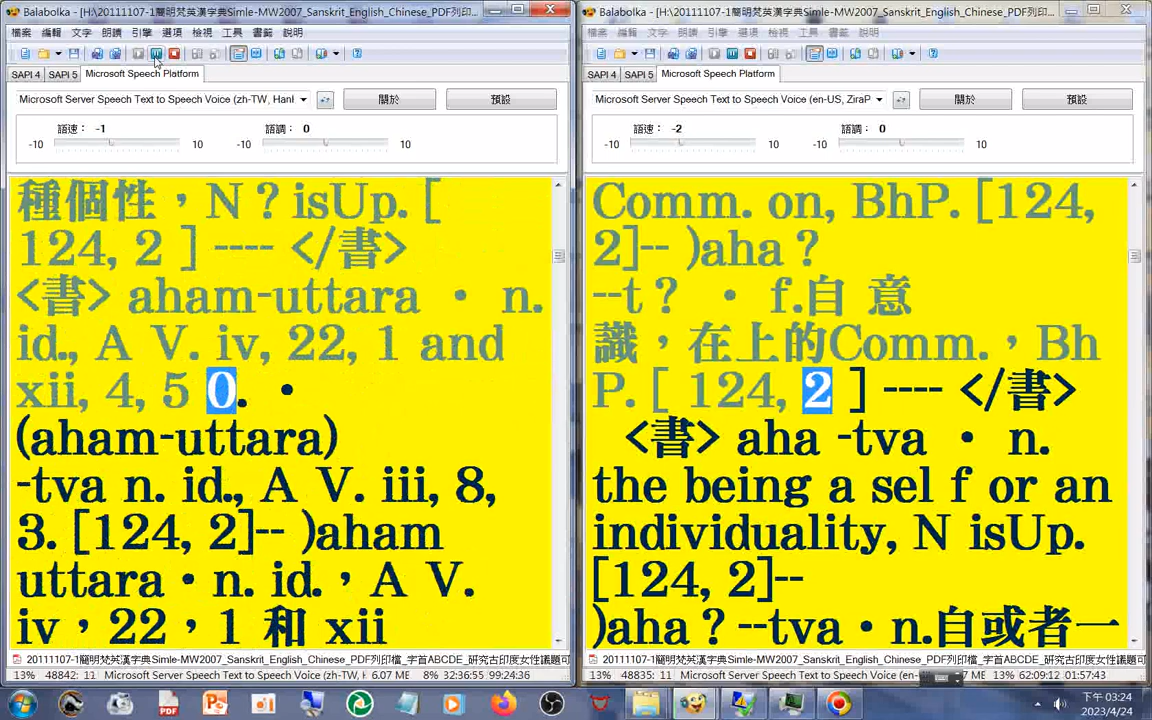 Balabolka - [H:\20111107-1簡明梵英漢字典Simle-MW2007_Sanskrit_English_Chinese_PDF列印...
檔案 編輯 文字 朗讀 引擎 選項 檢視 工具 書籤 說明
SAPI 4 SAPI 5 Microsoft Speech Platform
Microsoft Server Speech Text to Speech Voice (zh-TW, Hanl
關於 預設
語速: -1 語調: 0
-10 10 -10 10
種個性，N？isUp. [
124, 2 ] ---- </書>
<書> aham-uttara • n.
id., A V. iv, 22, 1 and
xii, 4, 5 0. •
(aham-uttara)
-tva n. id., A V. iii, 8,
3. [124, 2]-- )aham
uttara•n. id.，A V.
iv，22，1 和 xii
20111107-1簡明梵英漢字典Simle-MW2007_Sanskrit_English_Chinese_PDF列印檔_字首ABCDE_研究古印度女性議題可
13% 48842: 11 Microsoft Server Speech Text to Speech Voice (zh-TW, H 6.07 ME 8% 32:36:55 99:24:36
Balabolka - [H:\20111107-1簡明梵英漢字典Simle-MW2007_Sanskrit_English_Chinese_PDF列印...
檔案 編輯 文字 朗讀 引擎 選項 檢視 工具 書籤 說明
SAPI 4 SAPI 5 Microsoft Speech Platform
Microsoft Server Speech Text to Speech Voice (en-US, ZiraP
關於 預設
語速: -2 語調: 0
-10 10 -10 10
Comm. on, BhP. [124,
2]-- )aha？
--t？ • f.自 意
識，在上的Comm.，Bh
P. [ 124, 2 ] ---- </書>
<書> aha -tva • n.
the being a sel f or an
individuality, N isUp.
[124, 2]--
)aha？--tva•n.自或者一
20111107-1簡明梵英漢字典Simle-MW2007_Sanskrit_English_Chinese_PDF列印檔_字首ABCDE_研究古印度女性議題可
13% 48835: 11 Microsoft Server Speech Text to Speech Voice 13% 62:09:12 01:57:43
下午 03:24
2023/4/24